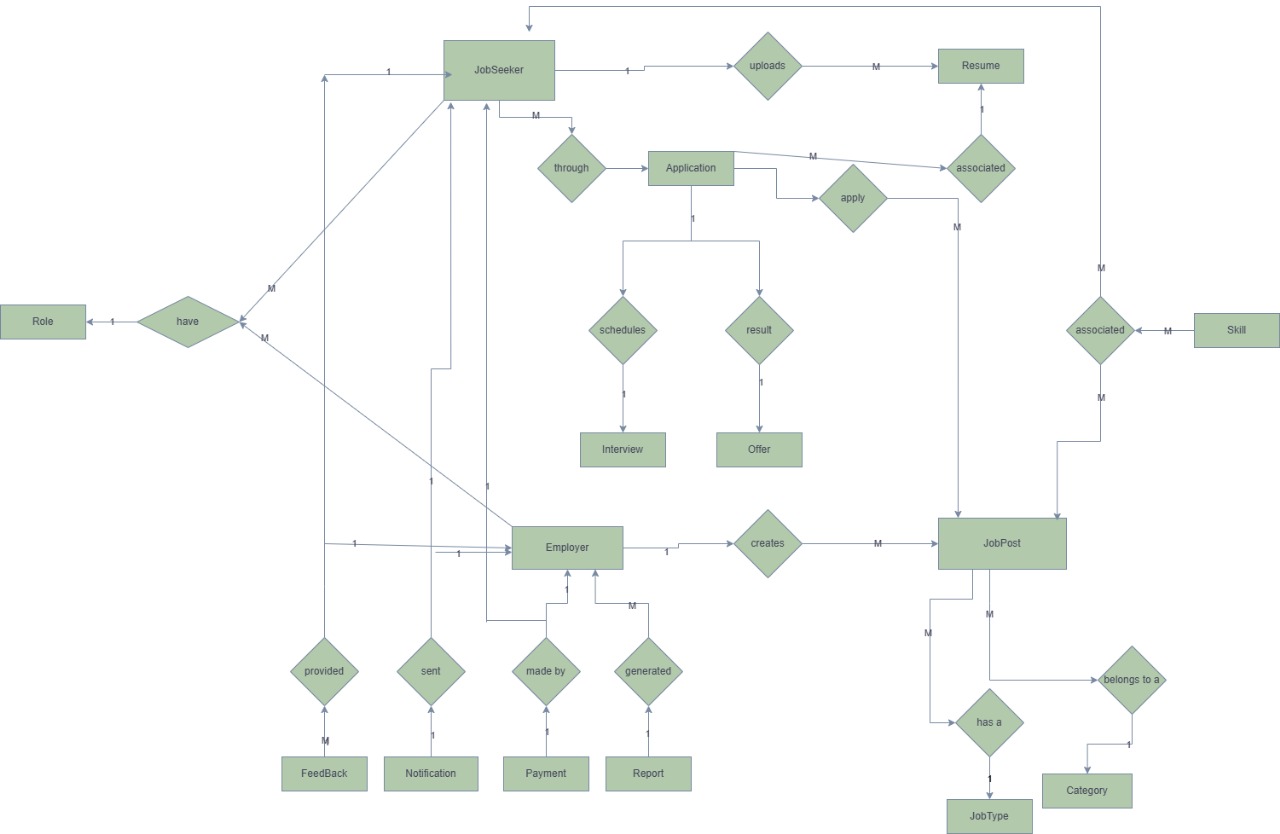 JobSeeker
1
1
uploads
M
Resume
M
1
through
Application
M
associated
apply
1
M
M
M
Role
1
have
M
schedules
result
associated
M
Skill
1
1
M
Interview
Offer
1
1
1
1
Employer
1
creates
M
JobPost
1
M
M
M
provided
sent
made by
generated
belongs to a
has a
M
1
1
1
1
1
FeedBack
Notification
Payment
Report
Category
JobType